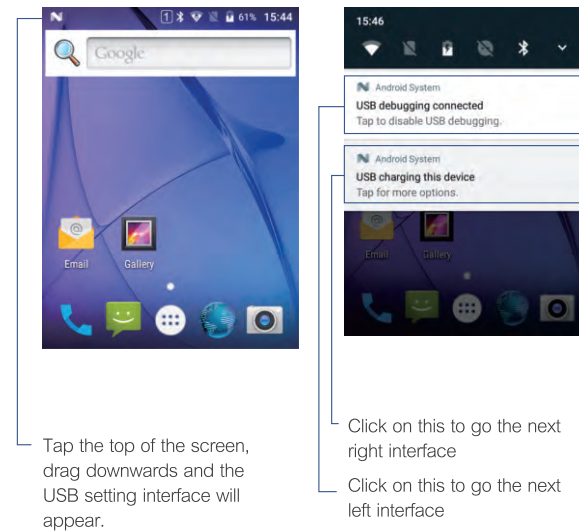 1 61% 15:44
Google
Email Gallery
Tap the top of the screen,
drag downwards and the
USB setting interface will
appear.
15:46
Android System
USB debugging connected
Tap to disable USB debugging.
Android System
USB charging this device
Tap for more options.
Email Gallery
Click on this to go the next
right interface
Click on this to go the next
left interface